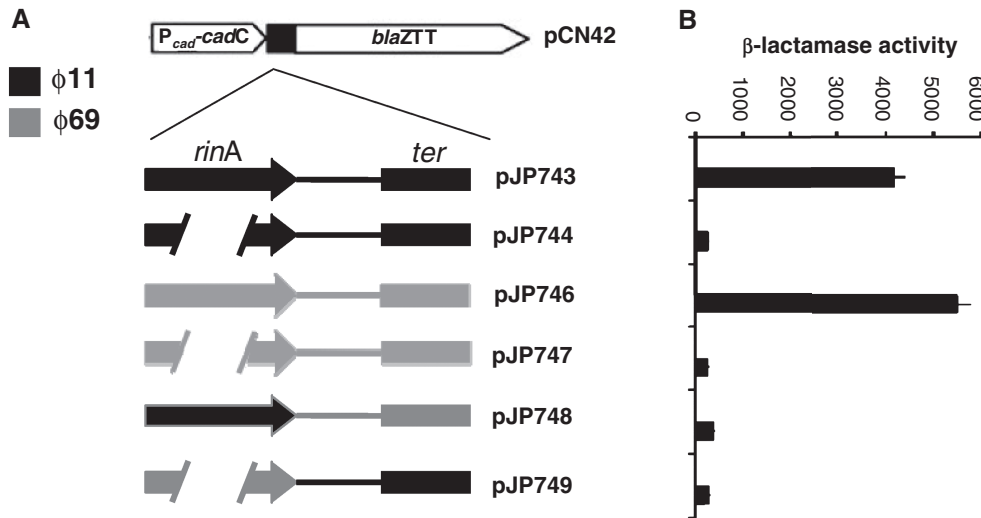 A
P_cad-cadC
blaZTT
pCN42
ϕ11
ϕ69
rinA
ter
pJP743
pJP744
pJP746
pJP747
pJP748
pJP749
B
β-lactamase activity
0
1000
2000
3000
4000
5000
6000